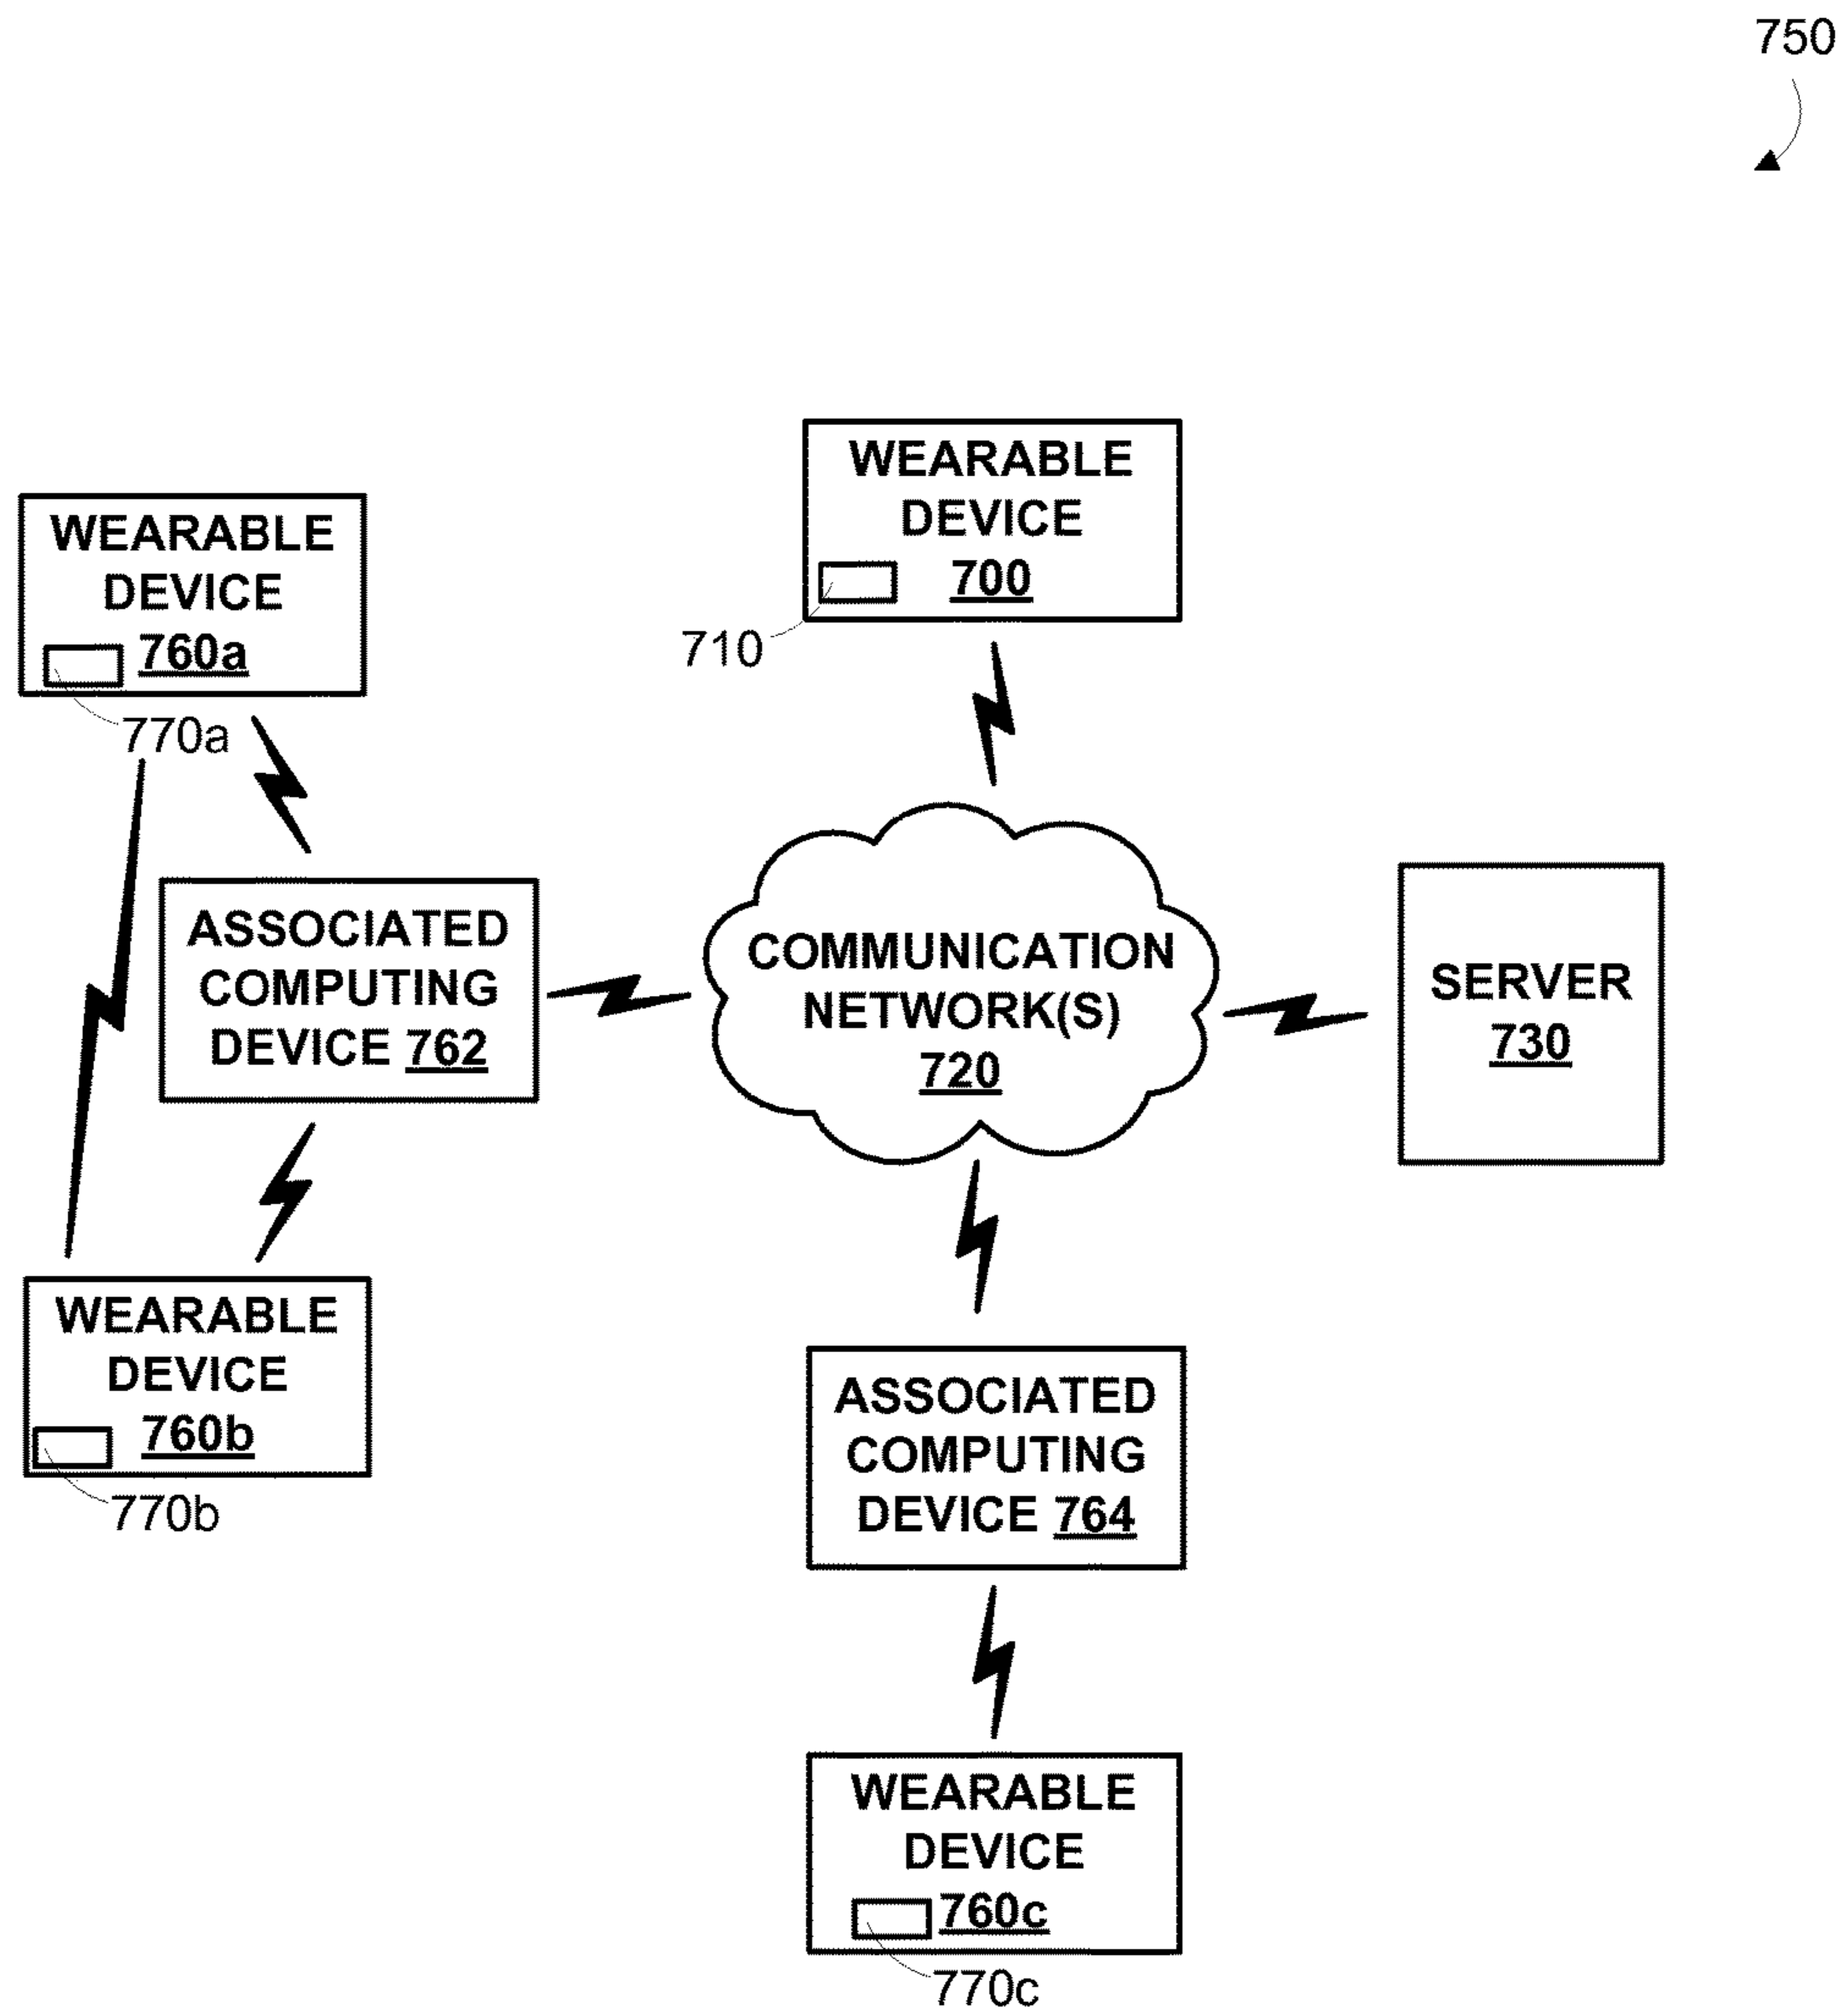 750
WEARABLE
DEVICE
700
710
WEARABLE
DEVICE
760a
770a
ASSOCIATED
COMPUTING
DEVICE 762
COMMUNICATION
NETWORK(S)
720
SERVER
730
WEARABLE
DEVICE
760b
770b
ASSOCIATED
COMPUTING
DEVICE 764
WEARABLE
DEVICE
760c
770c